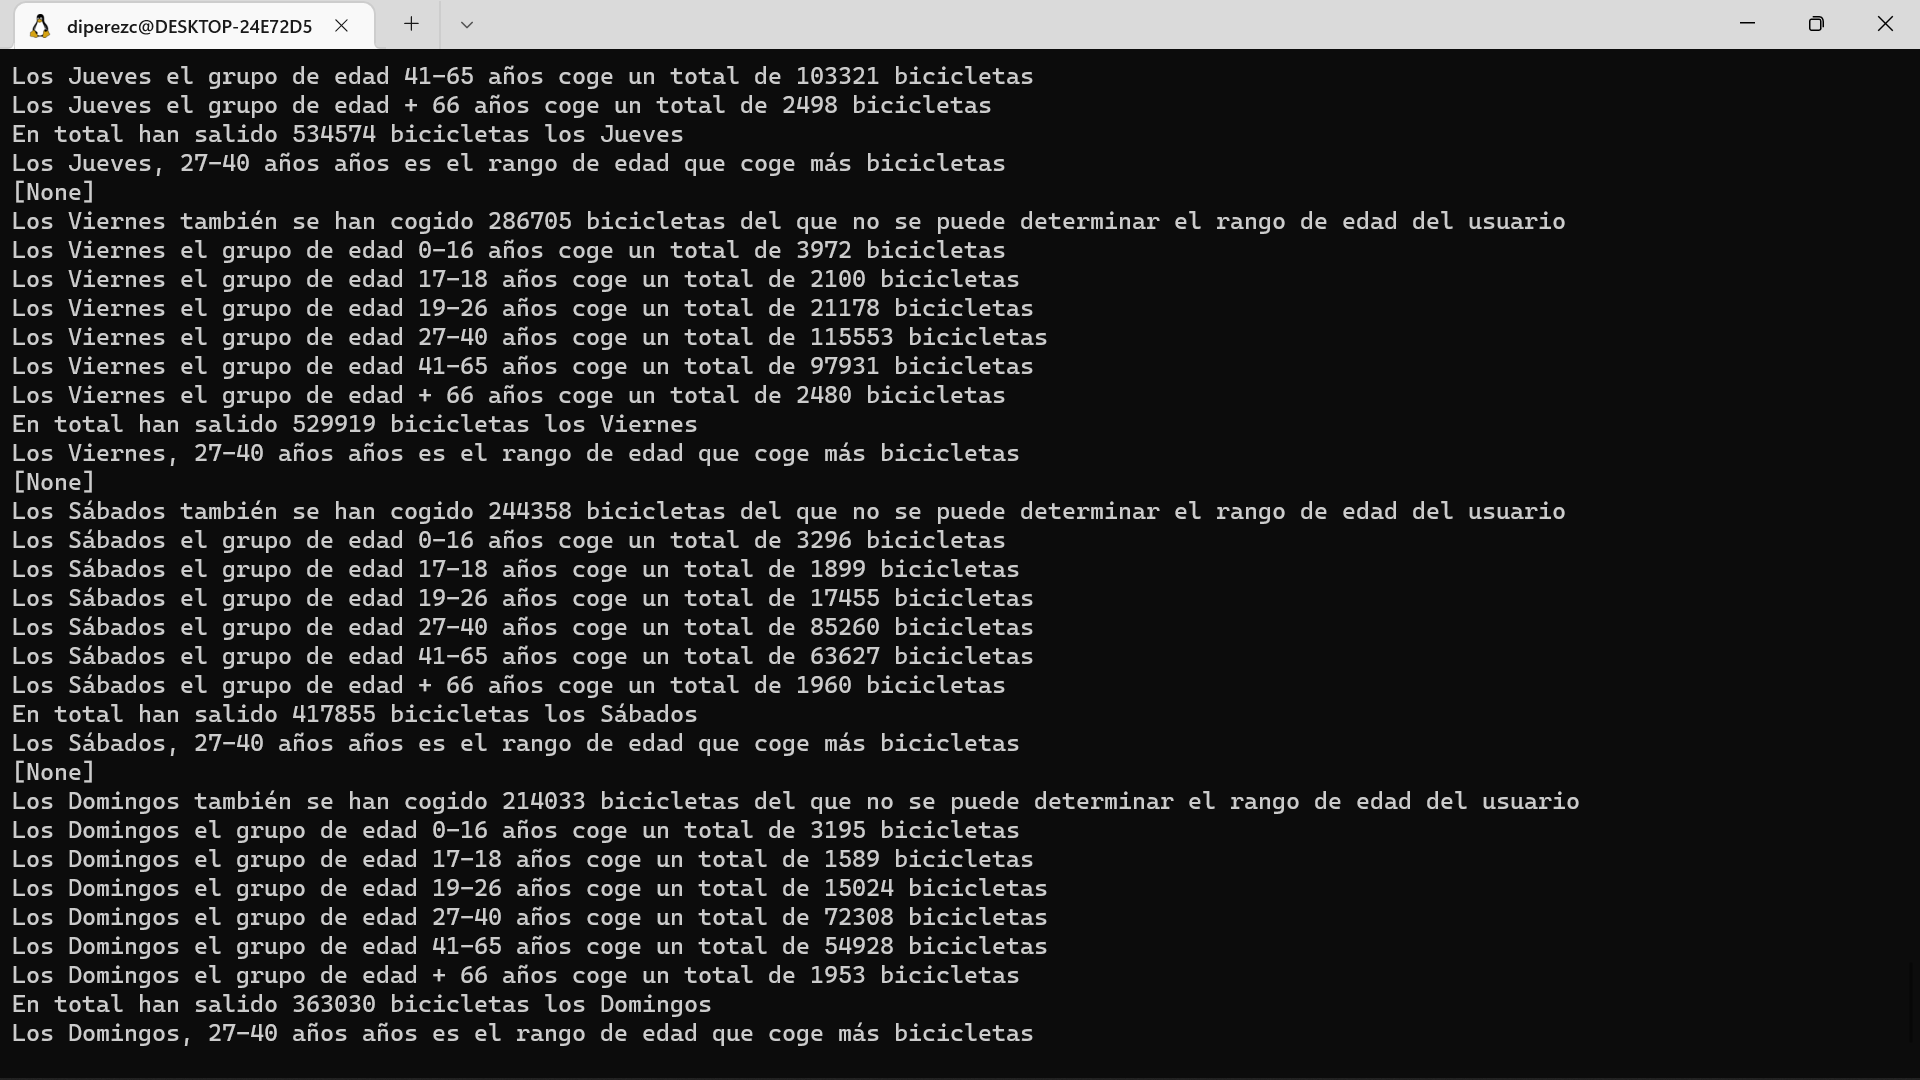 diperezc@DESKTOP-24E72D5
Los Jueves el grupo de edad 41-65 años coge un total de 103321 bicicletas
Los Jueves el grupo de edad + 66 años coge un total de 2498 bicicletas
En total han salido 534574 bicicletas los Jueves
Los Jueves, 27-40 años años es el rango de edad que coge más bicicletas
[None]
Los Viernes también se han cogido 286705 bicicletas del que no se puede determinar el rango de edad del usuario
Los Viernes el grupo de edad 0-16 años coge un total de 3972 bicicletas
Los Viernes el grupo de edad 17-18 años coge un total de 2100 bicicletas
Los Viernes el grupo de edad 19-26 años coge un total de 21178 bicicletas
Los Viernes el grupo de edad 27-40 años coge un total de 115553 bicicletas
Los Viernes el grupo de edad 41-65 años coge un total de 97931 bicicletas
Los Viernes el grupo de edad + 66 años coge un total de 2480 bicicletas
En total han salido 529919 bicicletas los Viernes
Los Viernes, 27-40 años años es el rango de edad que coge más bicicletas
[None]
Los Sábados también se han cogido 244358 bicicletas del que no se puede determinar el rango de edad del usuario
Los Sábados el grupo de edad 0-16 años coge un total de 3296 bicicletas
Los Sábados el grupo de edad 17-18 años coge un total de 1899 bicicletas
Los Sábados el grupo de edad 19-26 años coge un total de 17455 bicicletas
Los Sábados el grupo de edad 27-40 años coge un total de 85260 bicicletas
Los Sábados el grupo de edad 41-65 años coge un total de 63627 bicicletas
Los Sábados el grupo de edad + 66 años coge un total de 1960 bicicletas
En total han salido 417855 bicicletas los Sábados
Los Sábados, 27-40 años años es el rango de edad que coge más bicicletas
[None]
Los Domingos también se han cogido 214033 bicicletas del que no se puede determinar el rango de edad del usuario
Los Domingos el grupo de edad 0-16 años coge un total de 3195 bicicletas
Los Domingos el grupo de edad 17-18 años coge un total de 1589 bicicletas
Los Domingos el grupo de edad 19-26 años coge un total de 15024 bicicletas
Los Domingos el grupo de edad 27-40 años coge un total de 72308 bicicletas
Los Domingos el grupo de edad 41-65 años coge un total de 54928 bicicletas
Los Domingos el grupo de edad + 66 años coge un total de 1953 bicicletas
En total han salido 363030 bicicletas los Domingos
Los Domingos, 27-40 años años es el rango de edad que coge más bicicletas